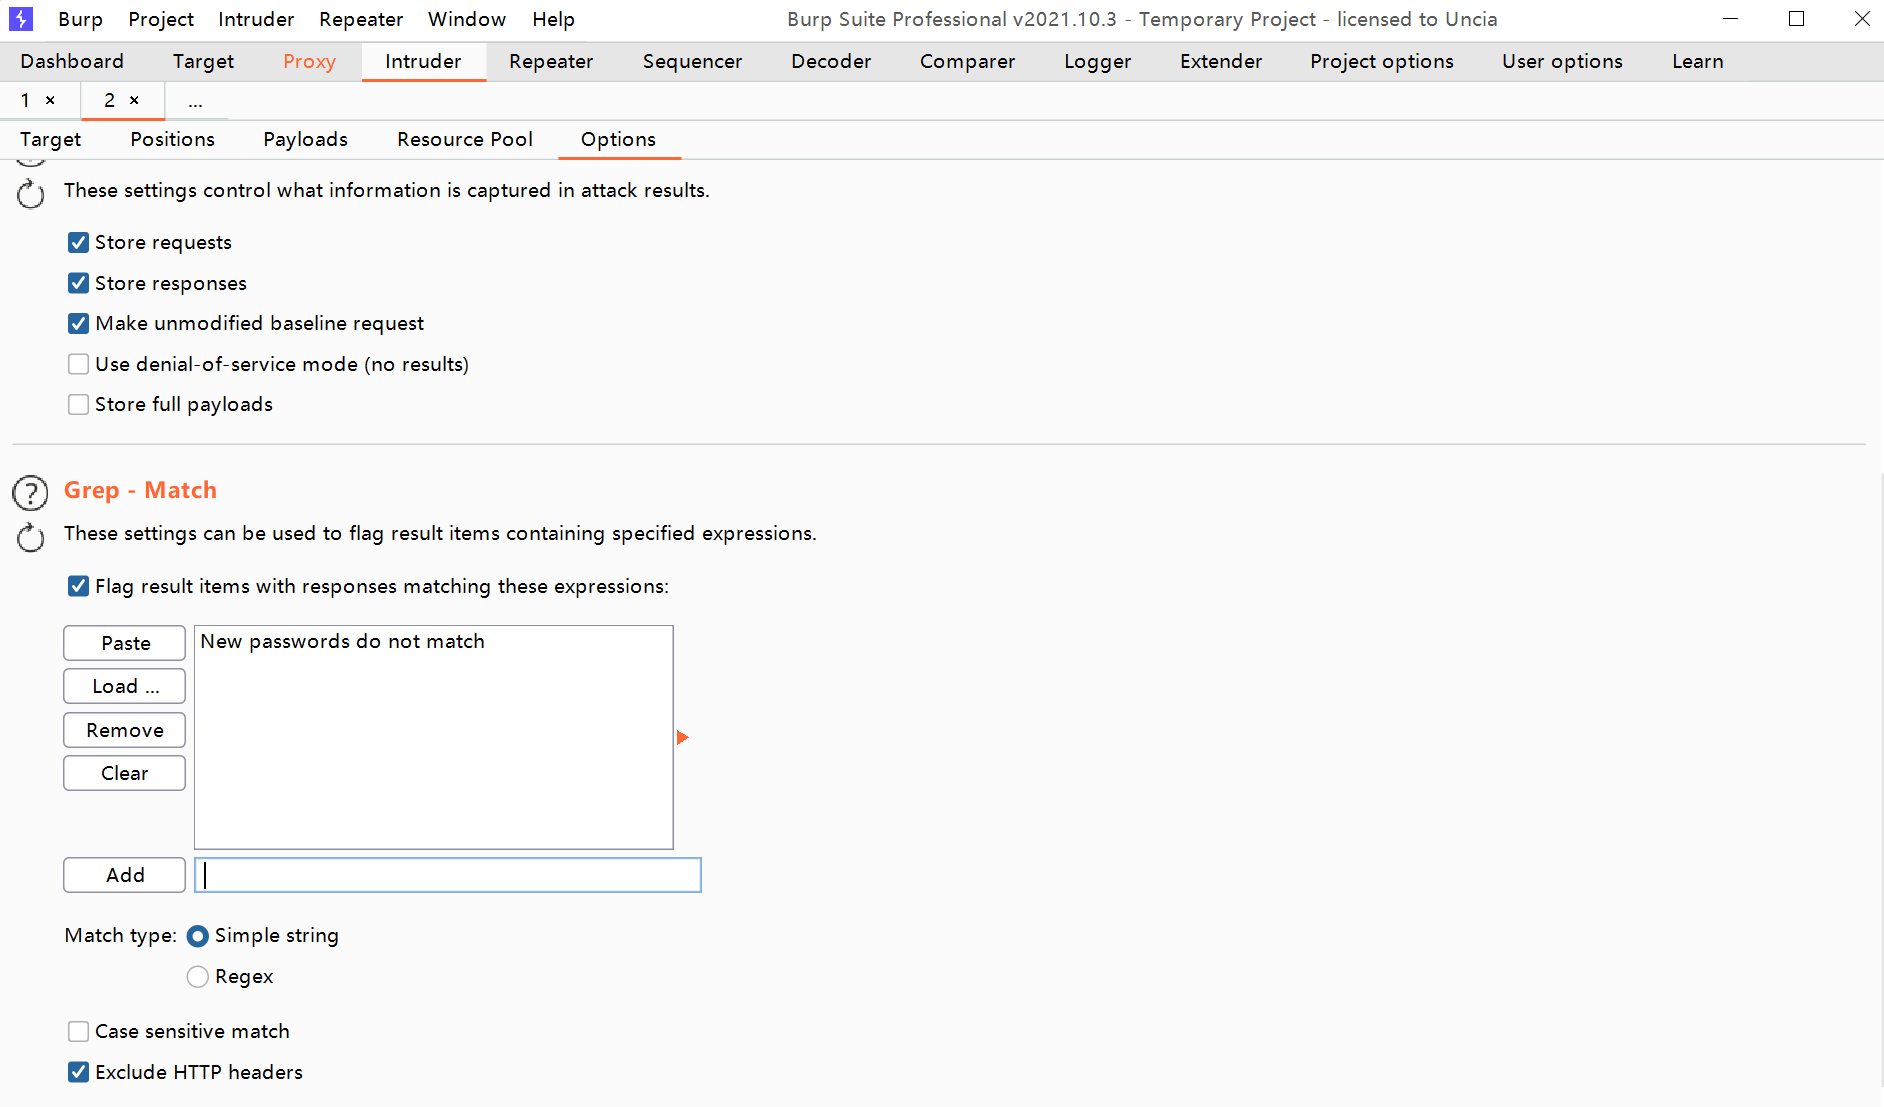 Burp Project Intruder Repeater Window Help Burp Suite Professional v2021.10.3 - Temporary Project - licensed to Uncia
Dashboard Target Proxy Intruder Repeater Sequencer Decoder Comparer Logger Extender Project options User options Learn
1 × 2 × ...
Target Positions Payloads Resource Pool Options
These settings control what information is captured in attack results.
Store requests
Store responses
Make unmodified baseline request
Use denial-of-service mode (no results)
Store full payloads
? Grep - Match
These settings can be used to flag result items containing specified expressions.
Flag result items with responses matching these expressions:
Paste
New passwords do not match
Load ...
Remove
Clear
Add
Match type: Simple string
Regex
Case sensitive match
Exclude HTTP headers